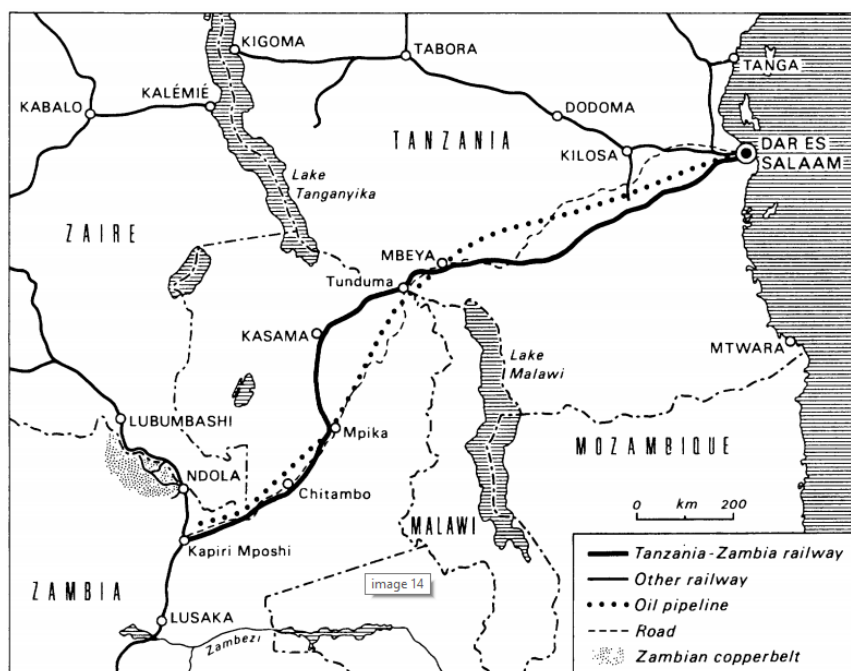 KIGOMA
TABORA
TANGA
KALÉMIÉ
KABALO
DODOMA
TANZANIA
KILOSA
DAR ES
SALAAM
Lake
Tanganyika
ZAIRE
MBEYA
Tunduma
KASAMA
Lake
Malawi
MTWARA
LUBUMBASHI
Mpika
MOZAMBIQUE
NDOLA
Chitambo
0 km 200
MALAWI
Kapiri Mposhi
Tanzania-Zambia railway
Other railway
image 14
ZAMBIA
Oil pipeline
LUSAKA
Road
Zambezi
Zambian copperbelt